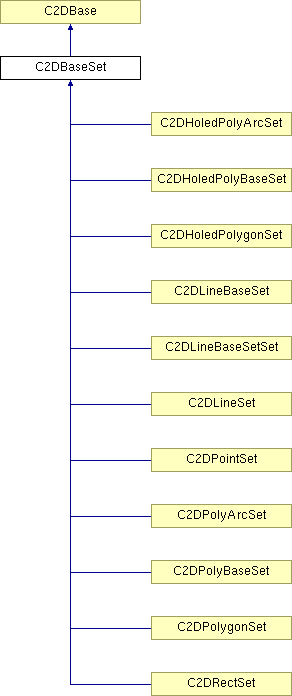 C2DBase
C2DBaseSet
C2DHoledPolyArcSet
C2DHoledPolyBaseSet
C2DHoledPolygonSet
C2DLineBaseSet
C2DLineBaseSetSet
C2DLineSet
C2DPointSet
C2DPolyArcSet
C2DPolyBaseSet
C2DPolygonSet
C2DRectSet